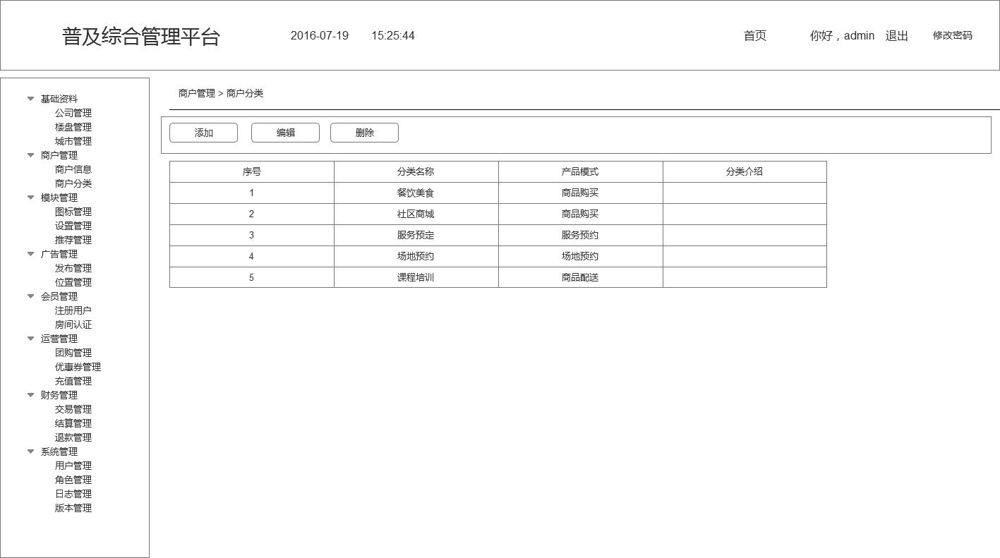 普及综合管理平台 2016-07-19 15:25:44 首页 你好，admin 退出 修改密码
基础资料
公司管理
楼盘管理
城市管理
商户管理
商户信息
商户分类
模块管理
图标管理
设置管理
推荐管理
广告管理
发布管理
位置管理
会员管理
注册用户
房间认证
运营管理
团购管理
优惠券管理
充值管理
财务管理
交易管理
结算管理
退款管理
系统管理
用户管理
角色管理
日志管理
版本管理
商户管理 > 商户分类
添加 编辑 删除
序号 分类名称 产品模式 分类介绍
1 餐饮美食 商品购买
2 社区商城 商品购买
3 服务预定 服务预约
4 场地预约 场地预约
5 课程培训 商品配送